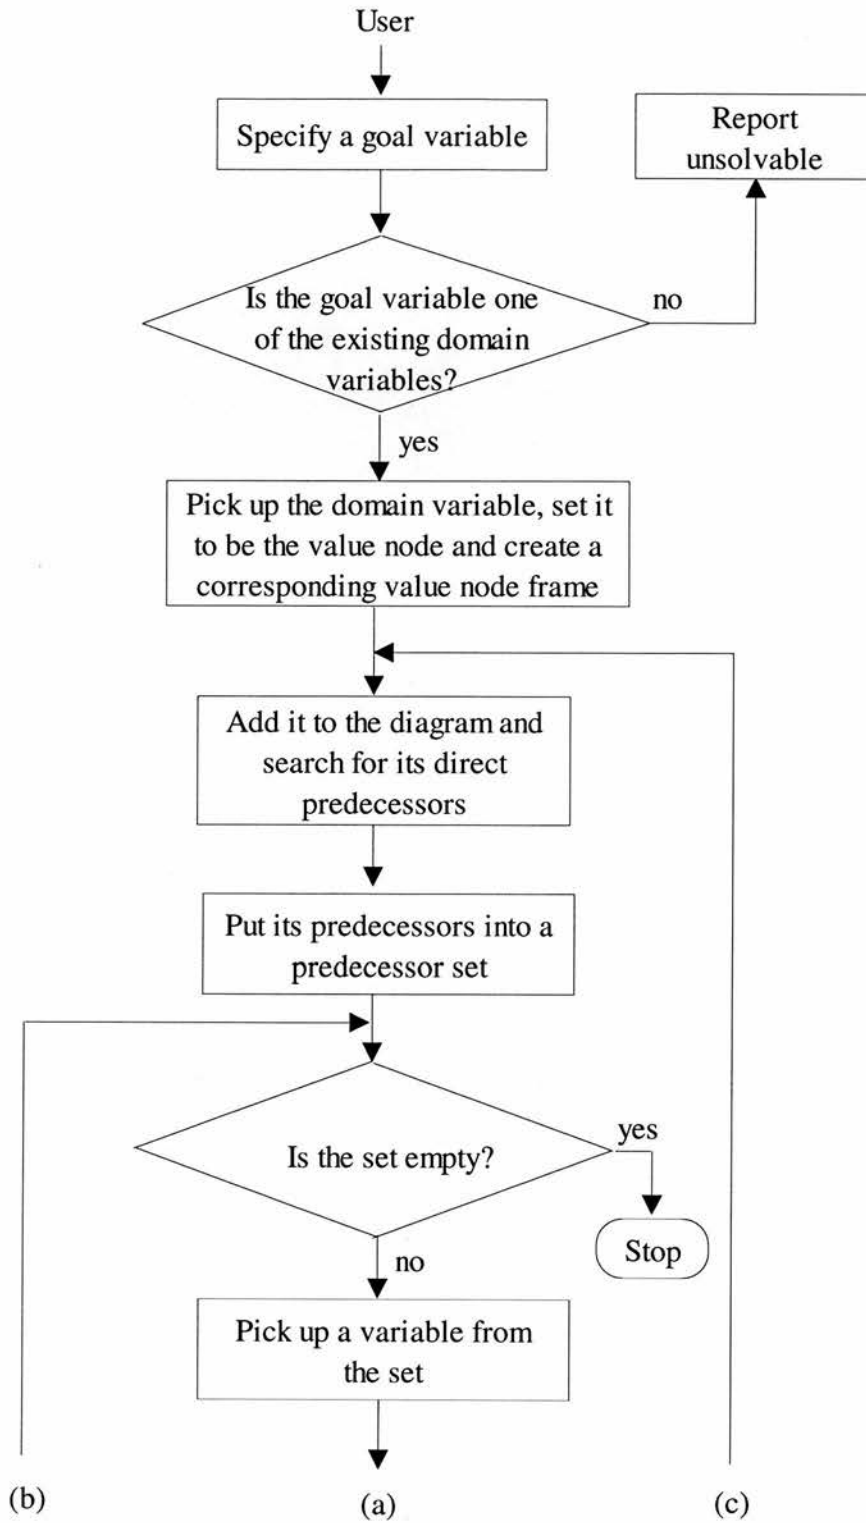 User
Specify a goal variable
Report
unsolvable
Is the goal variable one
of the existing domain
variables?
no
yes
Pick up the domain variable, set it
to be the value node and create a
corresponding value node frame
Add it to the diagram and
search for its direct
predecessors
Put its predecessors into a
predecessor set
Is the set empty?
yes
Stop
no
Pick up a variable from
the set
(b)
(a)
(c)